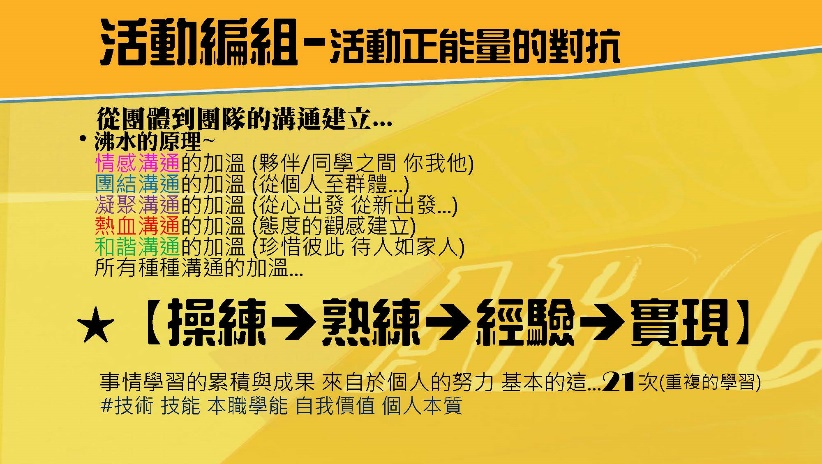 活動編組-活動正能量的對抗
從團體到團隊的溝通建立...
• 沸水的原理~
情感溝通的加溫 (夥伴/同學之間 你我他)
團結溝通的加溫 (從個人至群體...)
凝聚溝通的加溫 (從心出發 從新出發...)
熱血溝通的加溫 (態度的觀感建立)
和諧溝通的加溫 (珍惜彼此 待人如家人)
所有種種溝通的加溫...
★【操練→熟練→經驗→實現】
事情學習的累積與成果 來自於個人的努力 基本的這...21次(重複的學習)
#技術 技能 本職學能 自我價值 個人本質